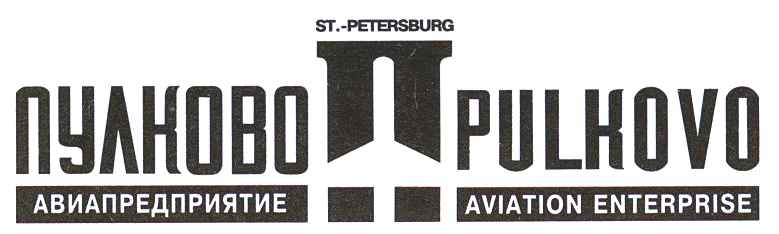 ST.-PETERSBURG
ПУЛКОВО PULKOVO
АВИАПРЕДПРИЯТИЕ AVIATION ENTERPRISE